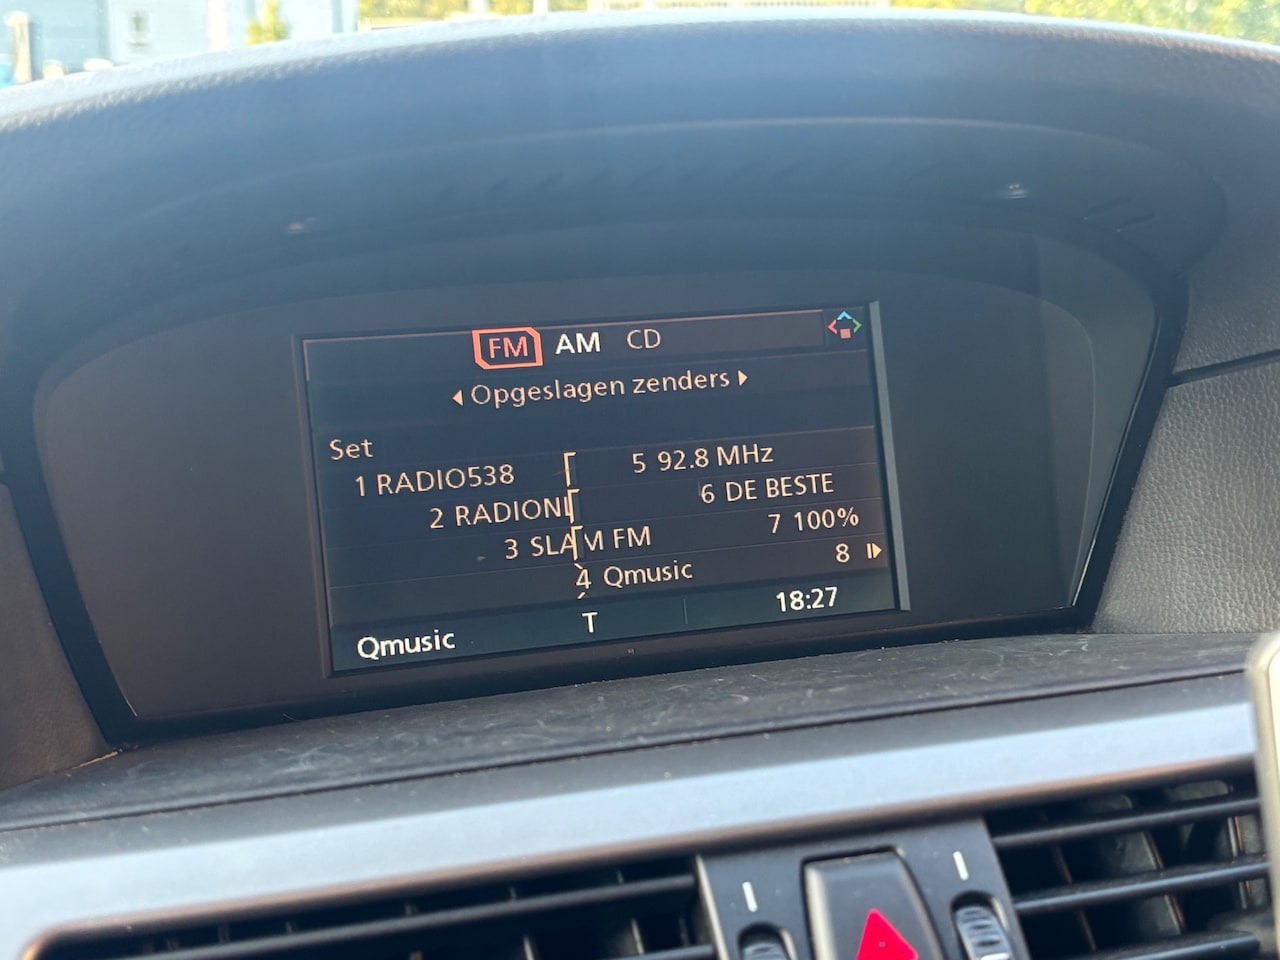 FM AM CD
Opgeslagen zenders
Set
1 RADIO538
2 RADIONL
3 SLAM FM
4 Qmusic
5 92.8 MHz
6 DE BESTE
7 100%
8
Qmusic T 18:27